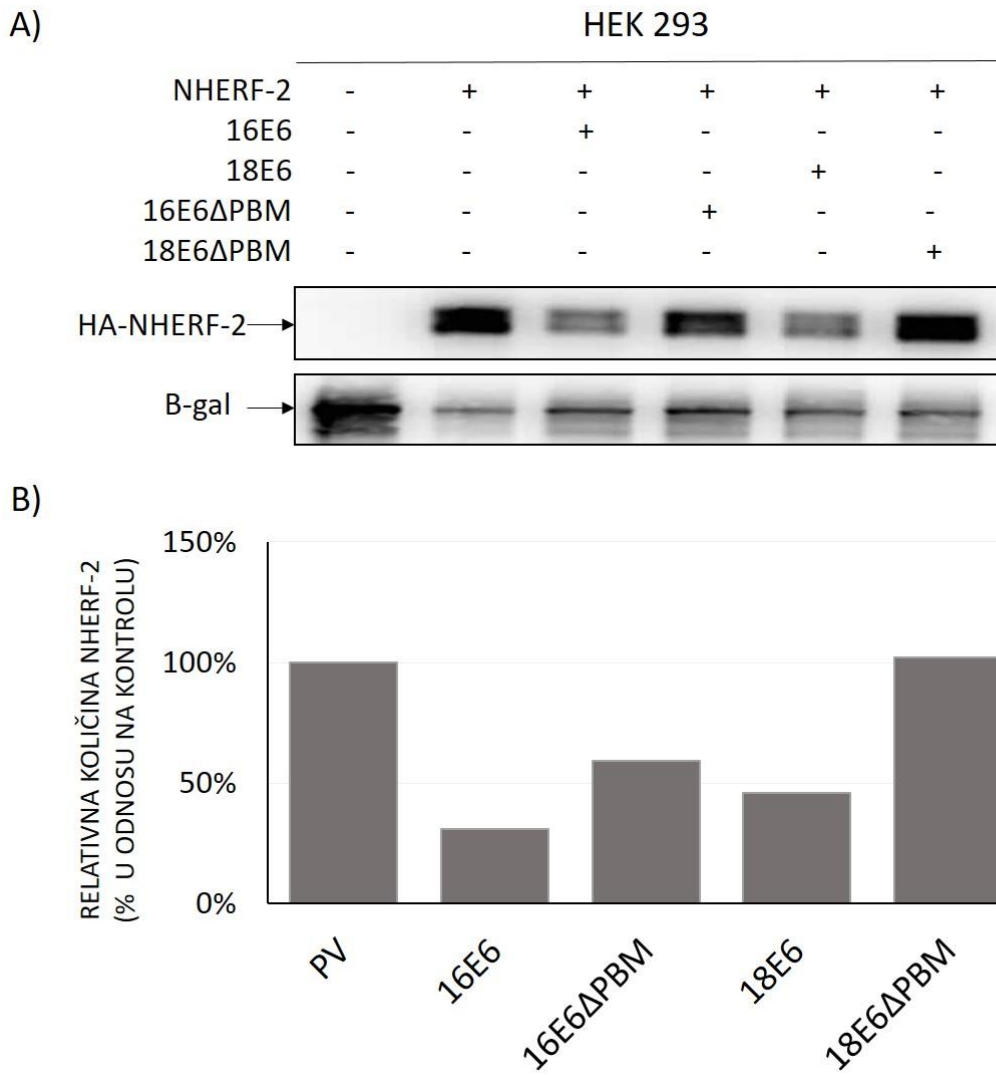 A)
HEK 293
NHERF-2 - + + + + +
16E6 - - + - - -
18E6 - - - - + -
16E6ΔPBM - - - + - -
18E6ΔPBM - - - - - +
HA-NHERF-2
B-gal
B)
RELATIVNA KOLIČINA NHERF-2
(% U ODNOSU NA KONTROLU)
150%
100%
50%
0%
PV
16E6
16E6ΔPBM
18E6
18E6ΔPBM